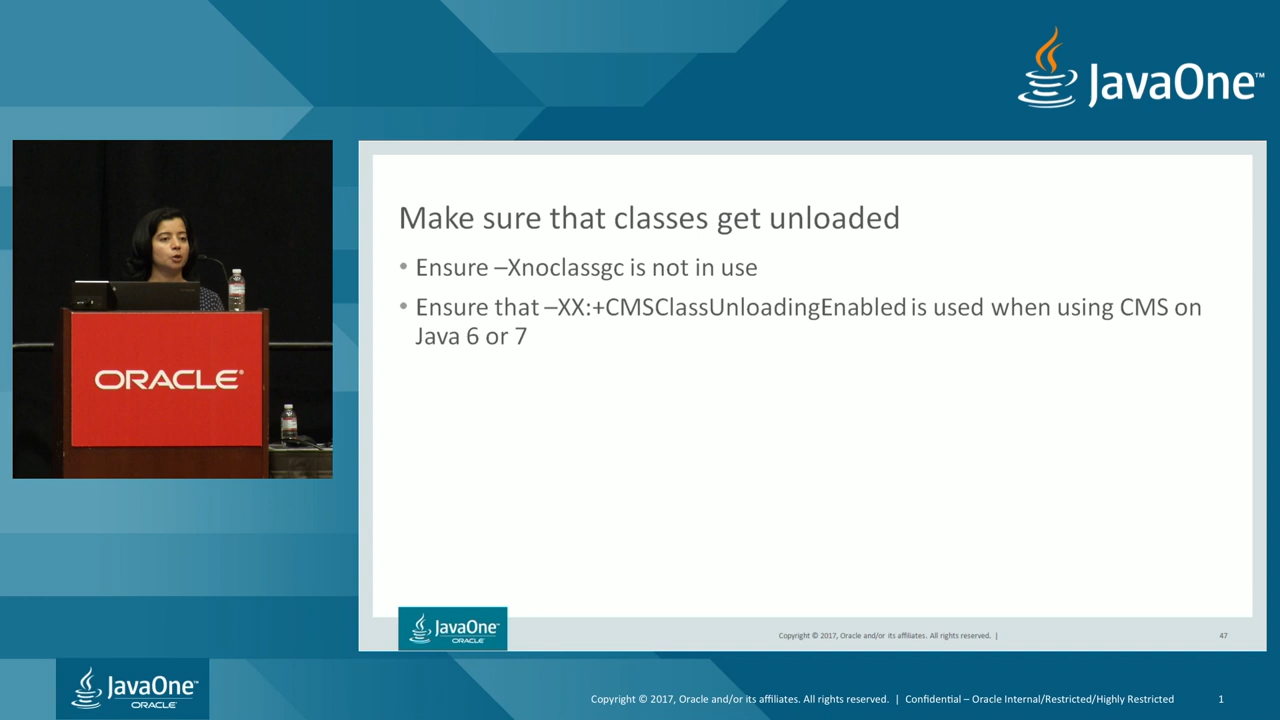 JavaOne™
Make sure that classes get unloaded
• Ensure –Xnoclassgc is not in use
• Ensure that –XX:+CMSClassUnloadingEnabled is used when using CMS on
Java 6 or 7
ORACLE®
JavaOne™
ORACLE®
Copyright © 2017, Oracle and/or its affiliates. All rights reserved. |
47
JavaOne™
ORACLE®
Copyright © 2017, Oracle and/or its affiliates. All rights reserved. | Confidential – Oracle Internal/Restricted/Highly Restricted
1